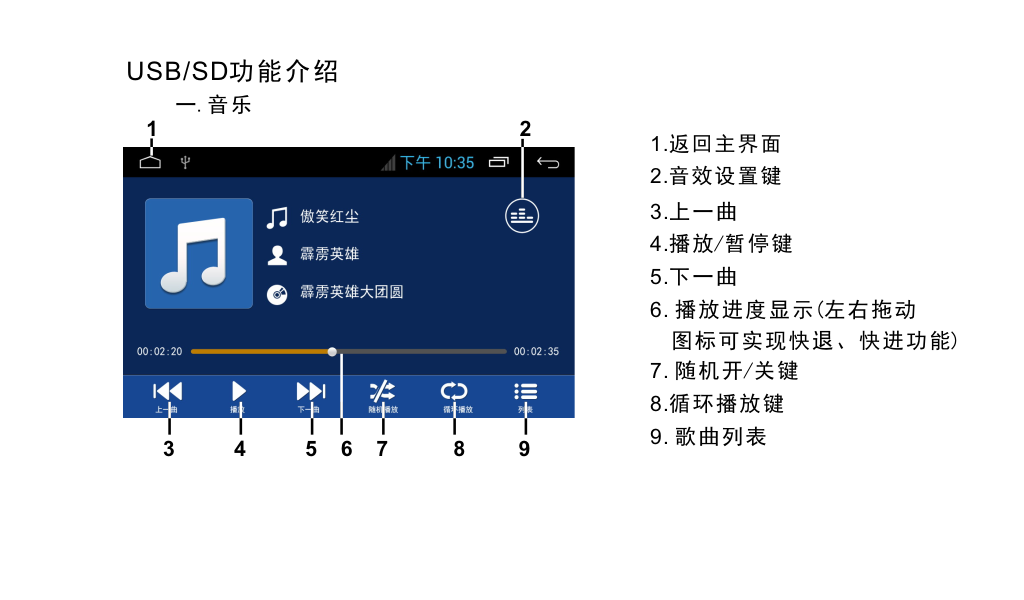 USB/SD功能介绍
一. 音乐
1
2
下午 10:35
傲笑红尘
霹雳英雄
霹雳英雄大团圆
00:02:20
00:02:35
上一曲
播放
下一曲
随机播放
循环播放
列表
3
4
5
6
7
8
9
1.返回主界面
2.音效设置键
3.上一曲
4.播放/暂停键
5.下一曲
6. 播放进度显示(左右拖动
图标可实现快退、快进功能)
7. 随机开/关键
8.循环播放键
9. 歌曲列表